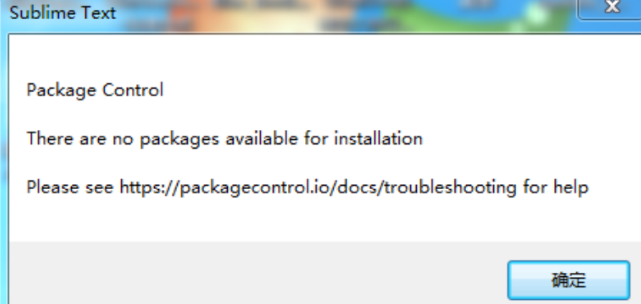 Sublime Text
Package Control
There are no packages available for installation
Please see https://packagecontrol.io/docs/troubleshooting for help
确定